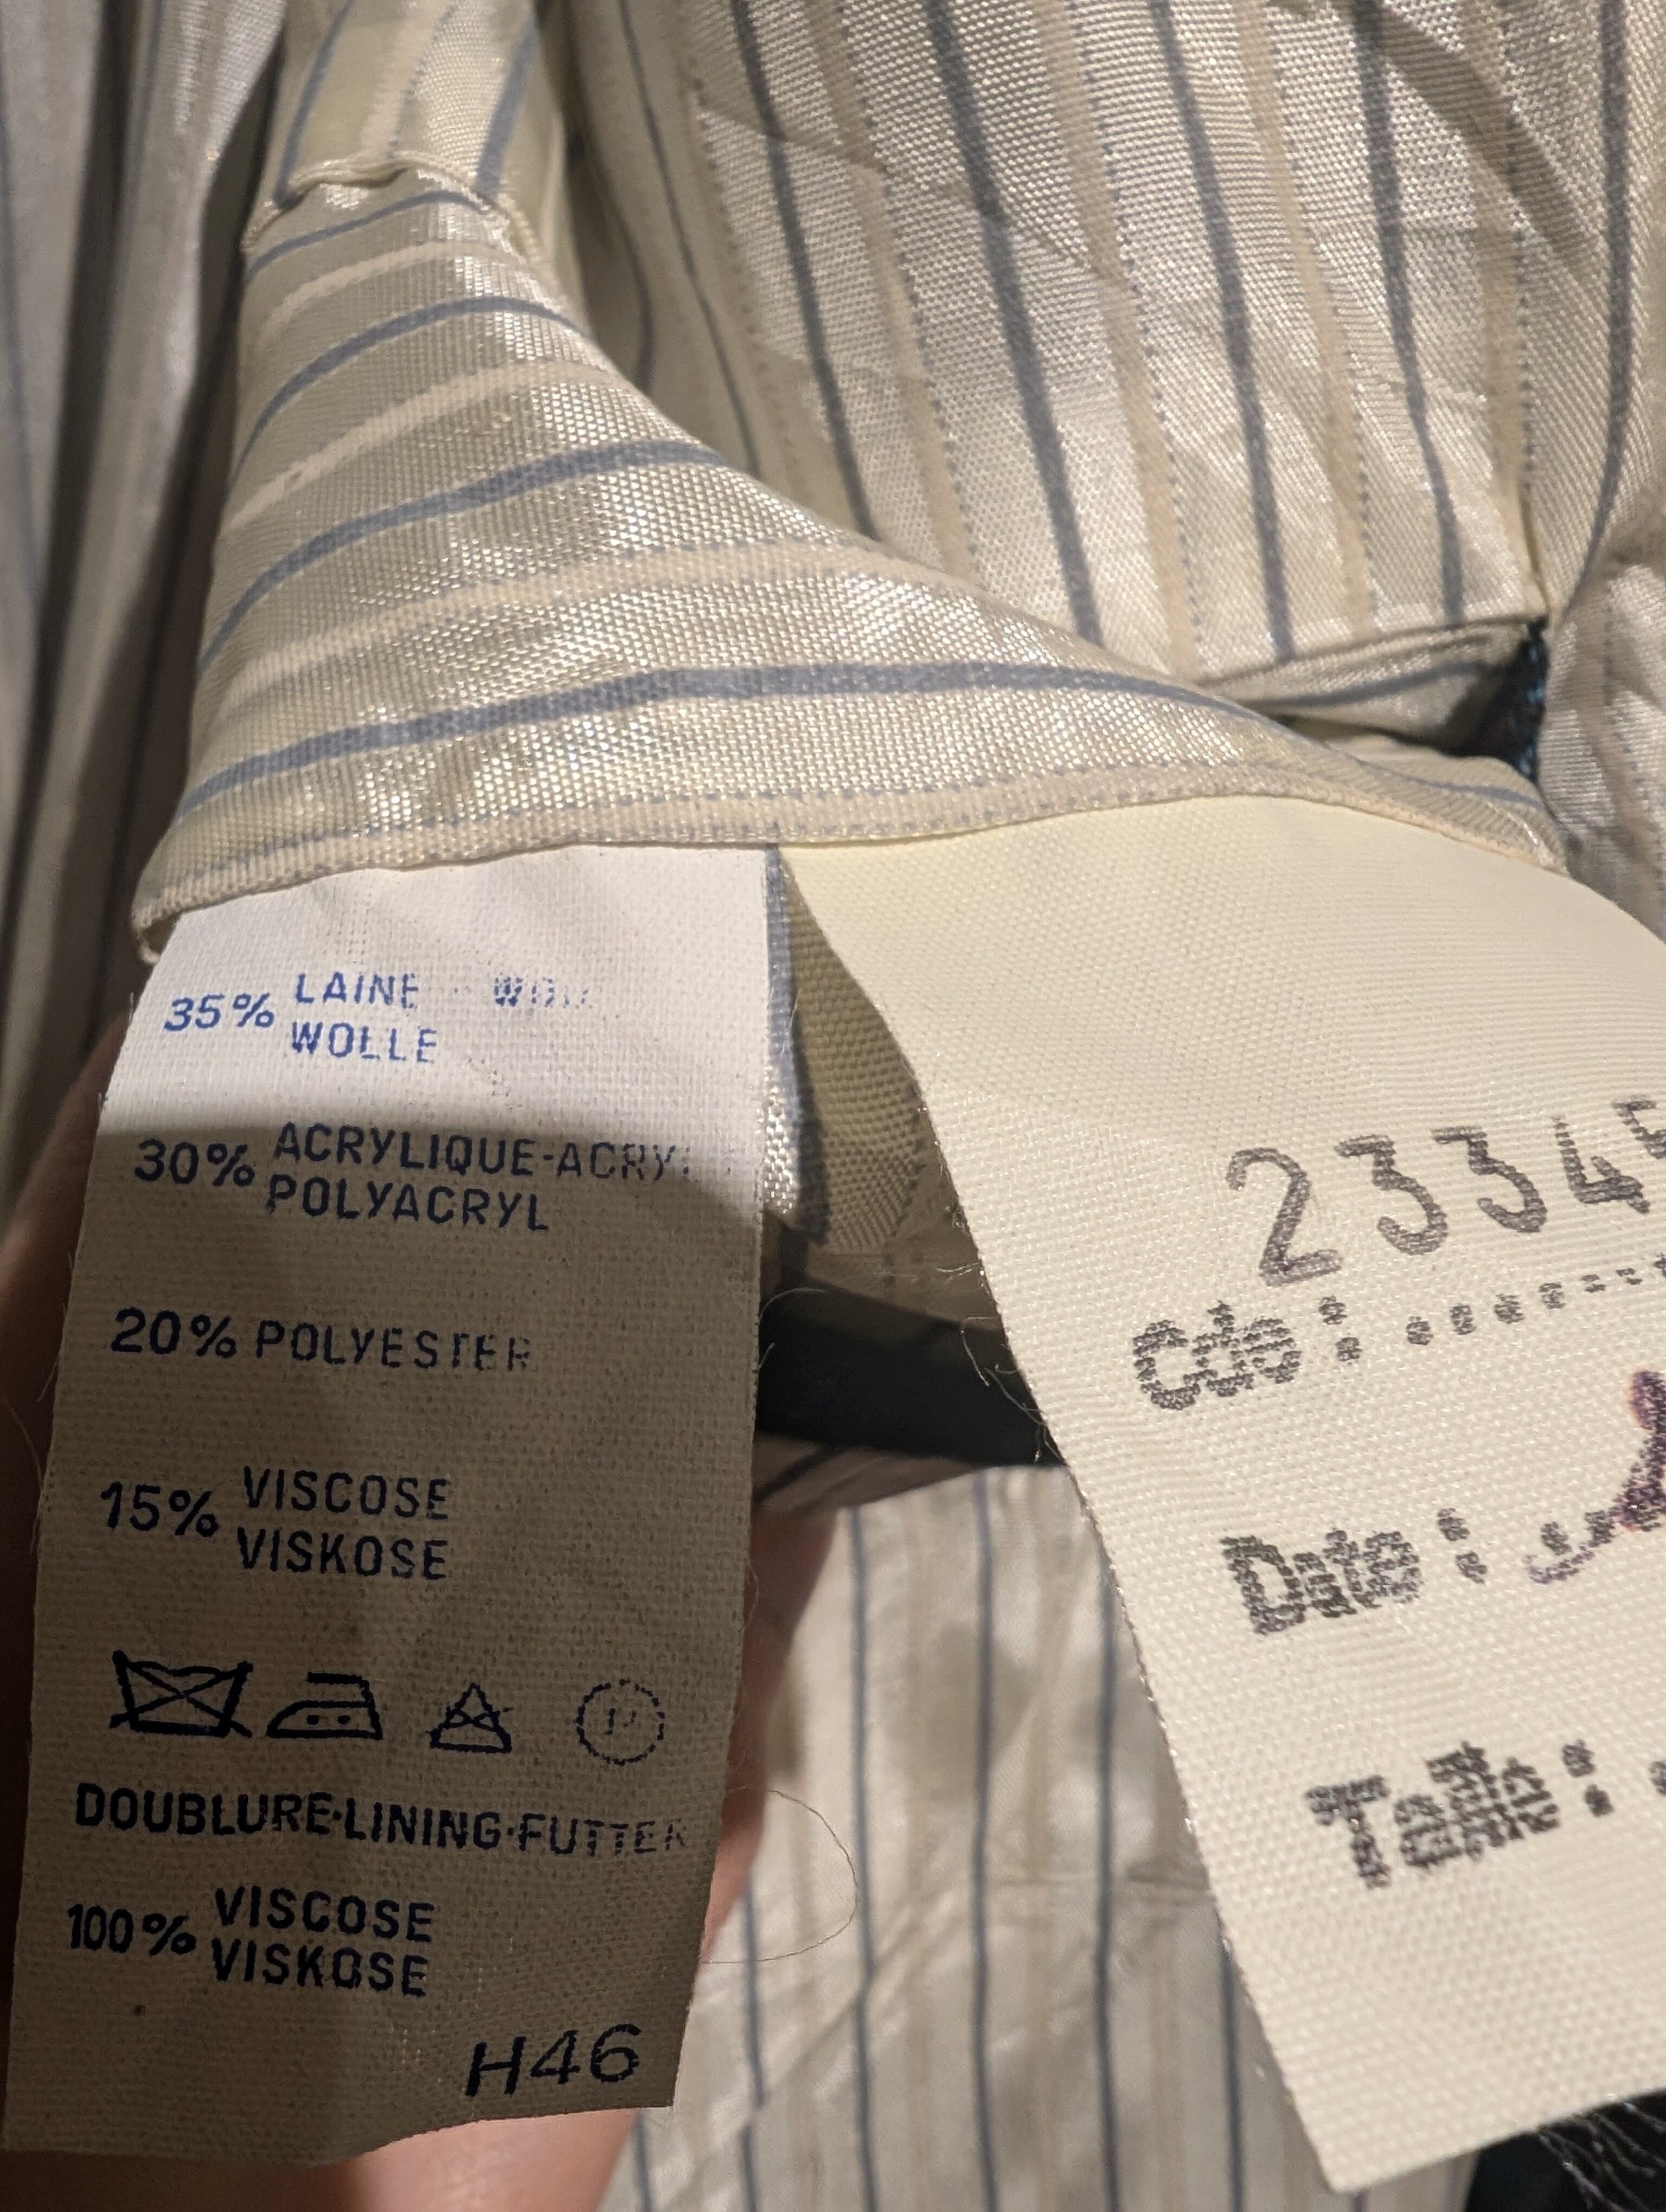 35% LAINE
WOLLE
30% ACRYLIQUE-ACRY
POLYACRYL
20% POLYESTER
15% VISCOSE
VISKOSE
P
DOUBLURE·LINING·FUTTER
100% VISCOSE
VISKOSE
H46
2334
Cde:
Date:
Taille: